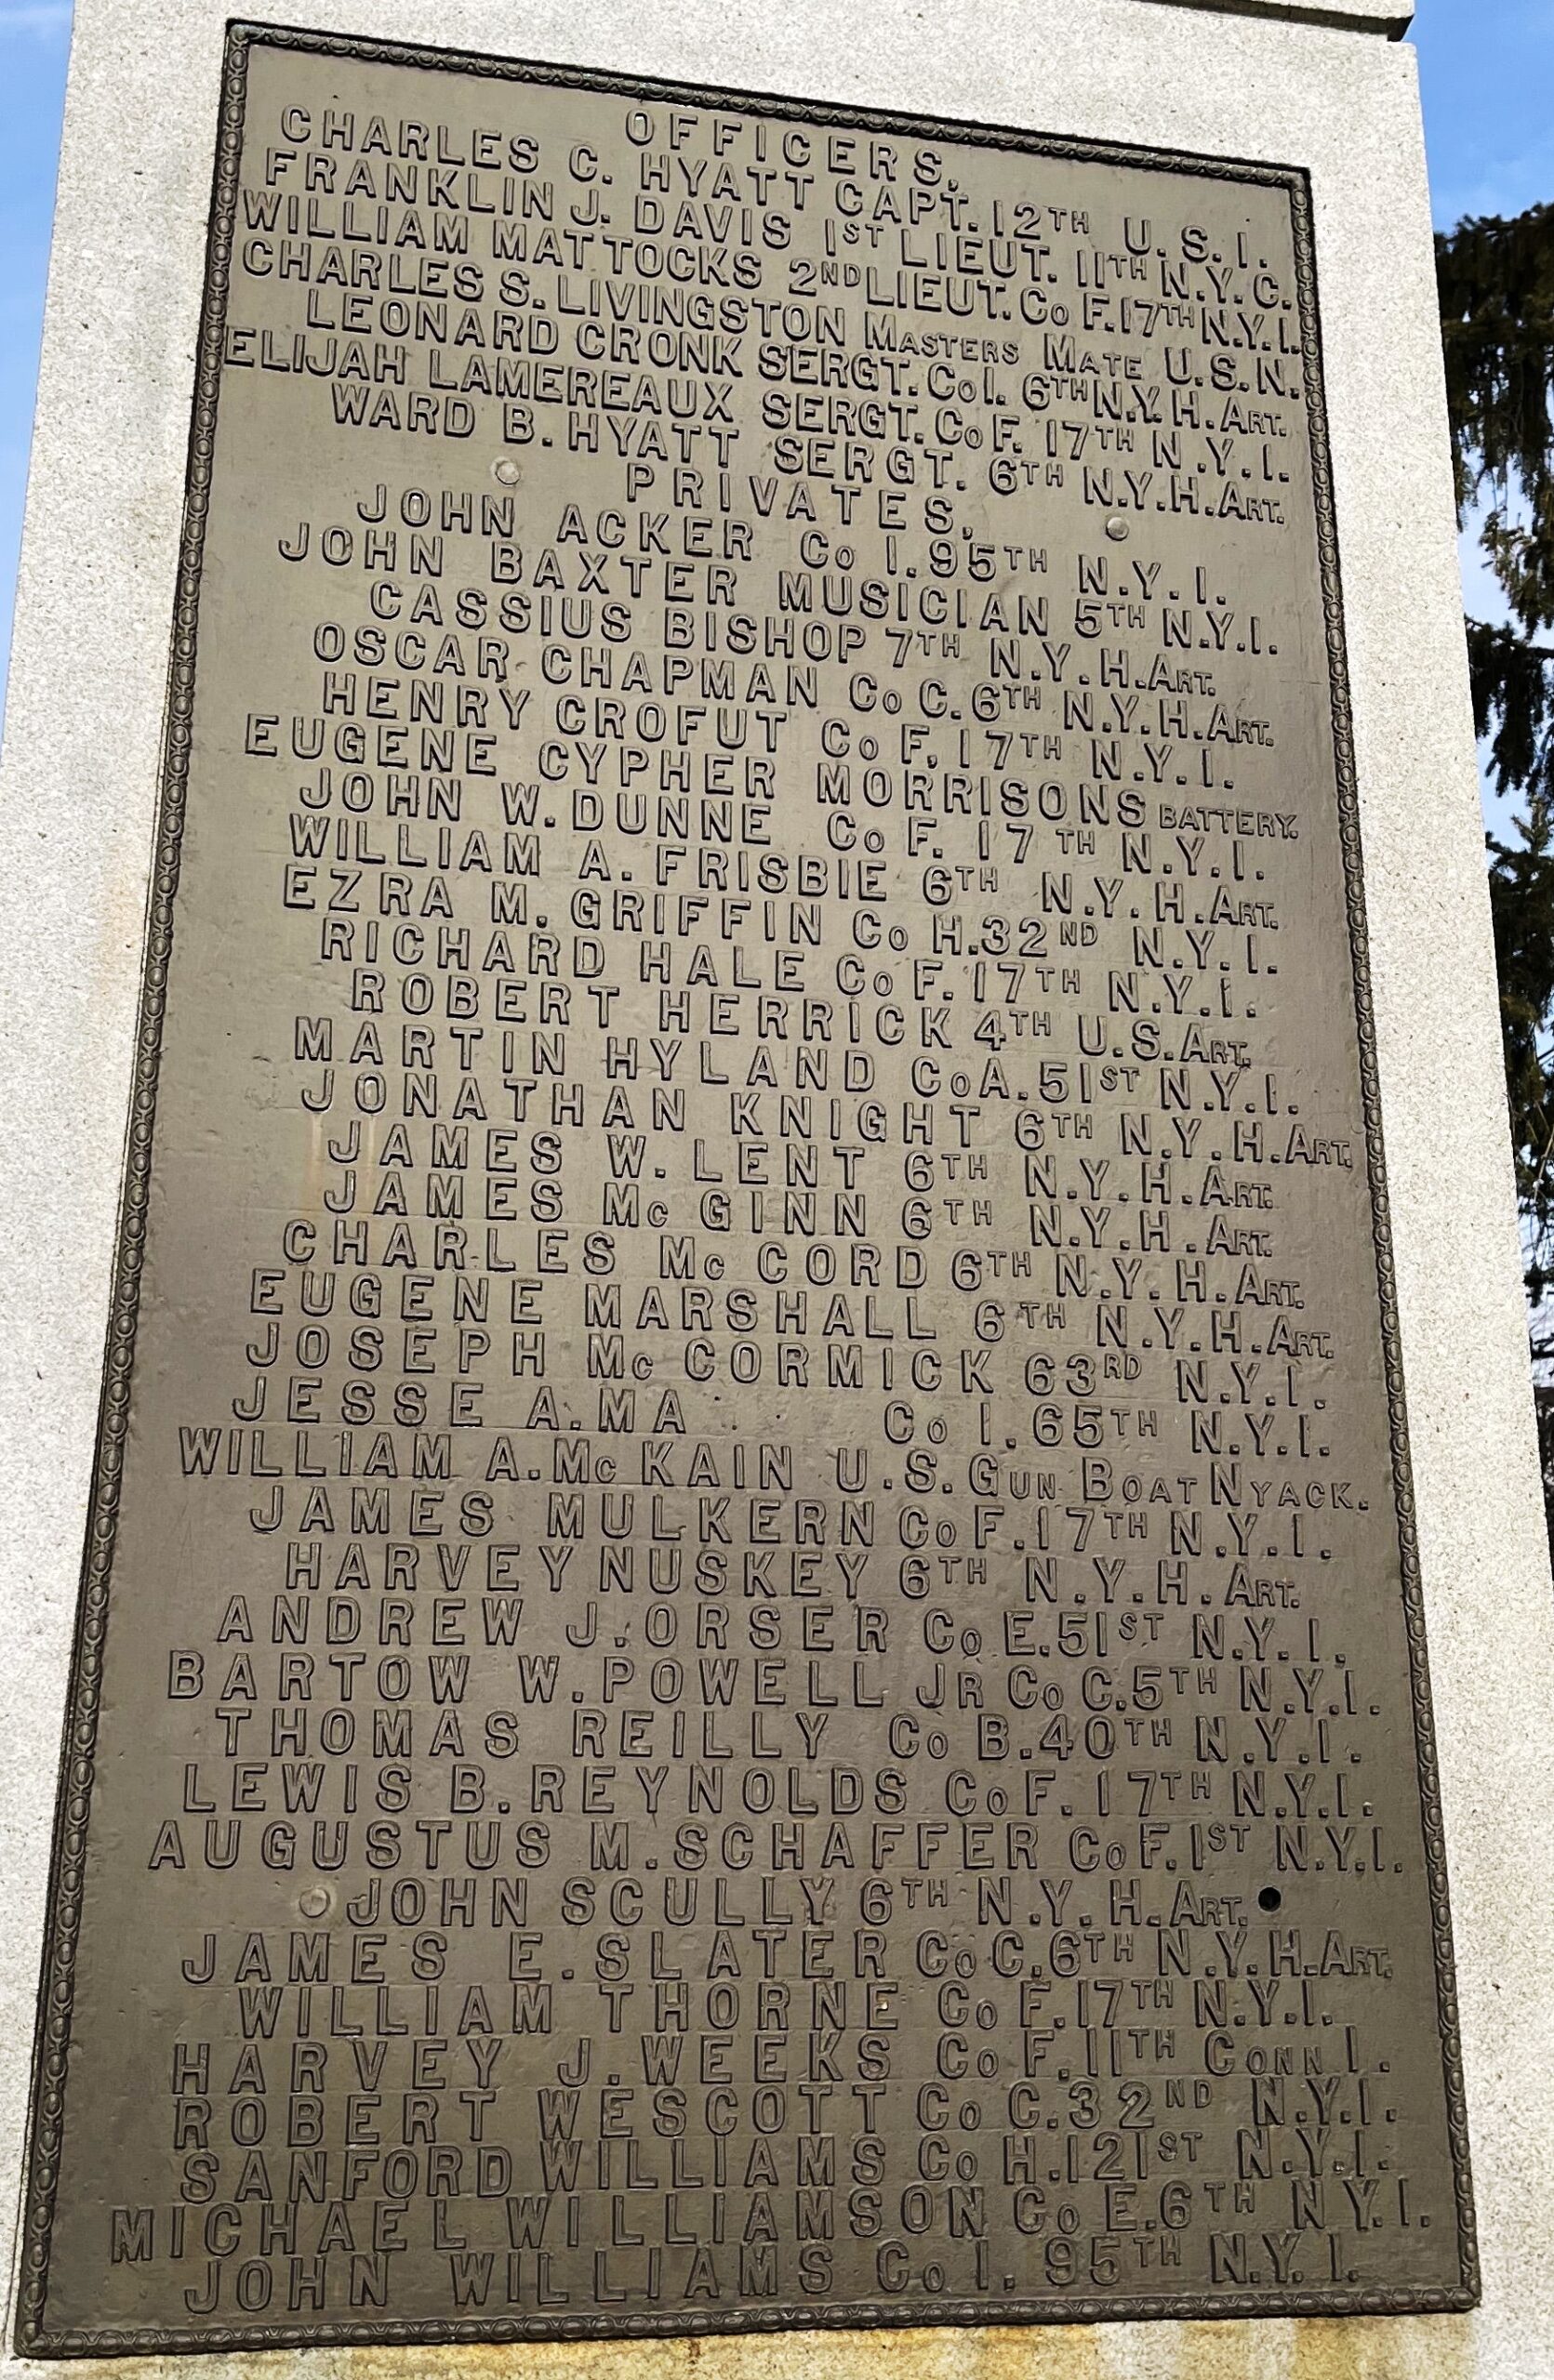 OFFICERS.
CHARLES C. HYATT CAPT. 12TH U.S.I.
FRANKLIN J. DAVIS 1ST LIEUT. 11TH N.Y.C.
WILLIAM MATTOCKS 2ND LIEUT. Co F. 17TH N.Y.I.
CHARLES S. LIVINGSTON MASTERS MATE U.S.N.
LEONARD CRONK SERGT. Co I. 6TH N.Y.H.ART.
ELIJAH LAMEREAUX SERGT. Co F. 17TH N.Y.I.
WARD B. HYATT SERGT. 6TH N.Y.H.ART.
PRIVATES.
JOHN ACKER Co I. 95TH N.Y.I.
JOHN BAXTER MUSICIAN 5TH N.Y.I.
CASSIUS BISHOP 7TH N.Y.H.ART.
OSCAR CHAPMAN Co C. 6TH N.Y.H.ART.
HENRY CROFUT Co F. 17TH N.Y.I.
EUGENE CYPHER MORRISONS BATTERY.
JOHN W. DUNNE Co F. 17TH N.Y.I.
WILLIAM A. FRISBIE 6TH N.Y.H.ART.
EZRA M. GRIFFIN Co H. 32ND N.Y.I.
RICHARD HALE Co F. 17TH N.Y.I.
ROBERT HERRICK 4TH U.S.ART.
MARTIN HYLAND Co A. 51ST N.Y.I.
JONATHAN KNIGHT 6TH N.Y.H.ART.
JAMES W. LENT 6TH N.Y.H.ART.
JAMES Mc GINN 6TH N.Y.H.ART.
CHARLES Mc CORD 6TH N.Y.H.ART.
EUGENE MARSHALL 6TH N.Y.H.ART.
JOSEPH Mc CORMICK 63RD N.Y.I.
JESSE A. MA Co I. 65TH N.Y.I.
WILLIAM A. Mc KAIN U.S. GUN BOAT NYACK.
JAMES MULKERN Co F. 17TH N.Y.I.
HARVEY NUSKEY 6TH N.Y.H.ART.
ANDREW J. ORSER Co E. 51ST N.Y.I.
BARTOW W. POWELL JR Co C. 5TH N.Y.I.
THOMAS REILLY Co B. 40TH N.Y.I.
LEWIS B. REYNOLDS Co F. 17TH N.Y.I.
AUGUSTUS M. SCHAFFER Co F. 1ST N.Y.I.
JOHN SCULLY 6TH N.Y.H.ART.
JAMES E. SLATER Co C. 6TH N.Y.H.ART.
WILLIAM THORNE Co F. 17TH N.Y.I.
HARVEY J. WEEKS Co F. 11TH CONN I.
ROBERT WESCOTT Co C. 32ND N.Y.I.
SANFORD WILLIAMS Co H. 121ST N.Y.I.
MICHAEL WILLIAMSON Co E. 6TH N Y.I.
JOHN WILLIAMS Co I. 95TH N.Y.I.